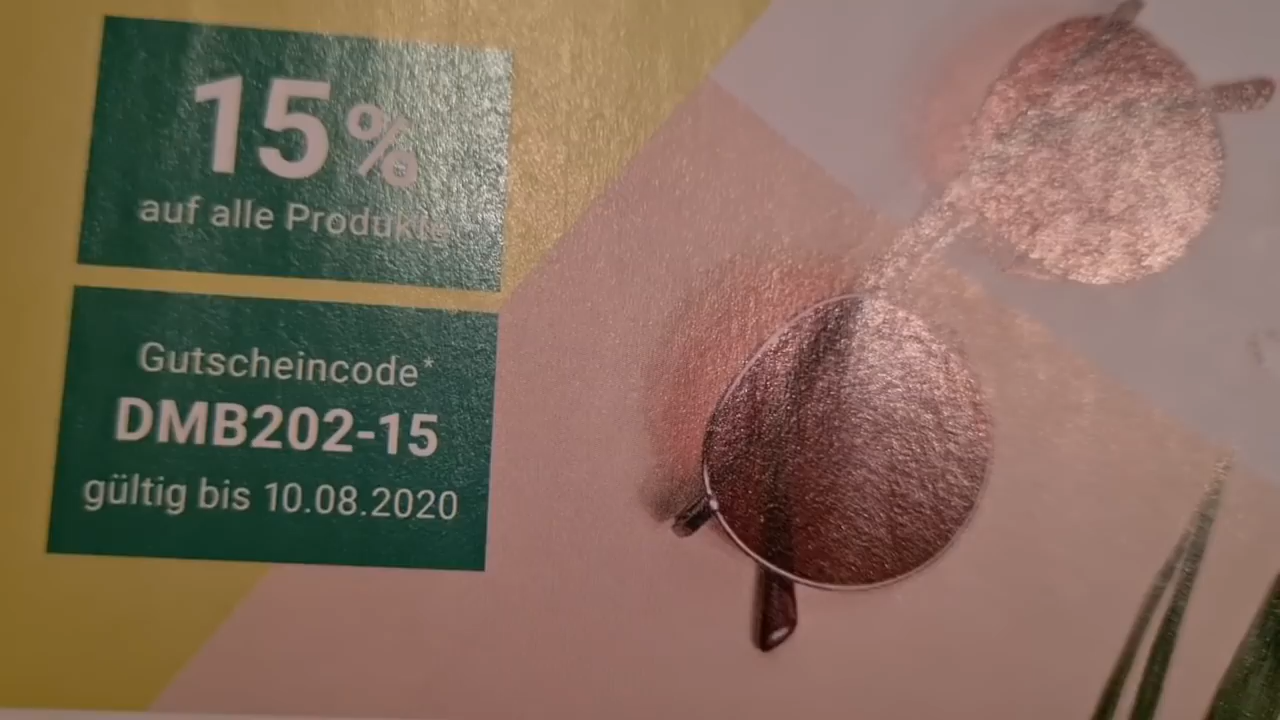 15%
auf alle Produkte
Gutscheincode*
DMB202-15
gültig bis 10.08.2020